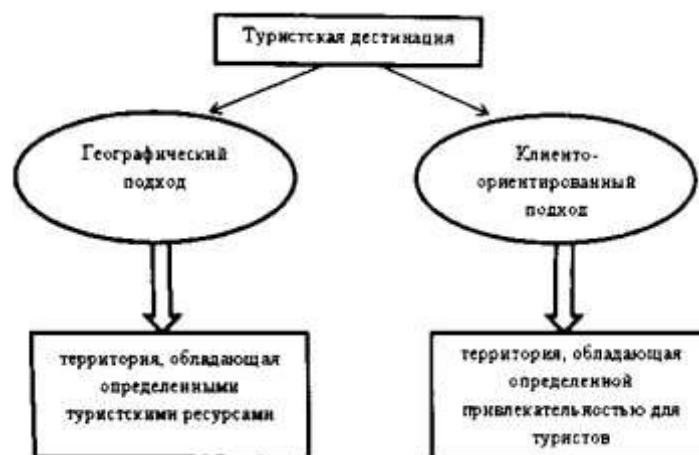 Туристская дестинация
Географический
подход
Клиенто-
ориентированный
подход
территория, обладающая
определенными
туристскими ресурсами
территория, обладающая
определенной
привлекательностью для
туристов